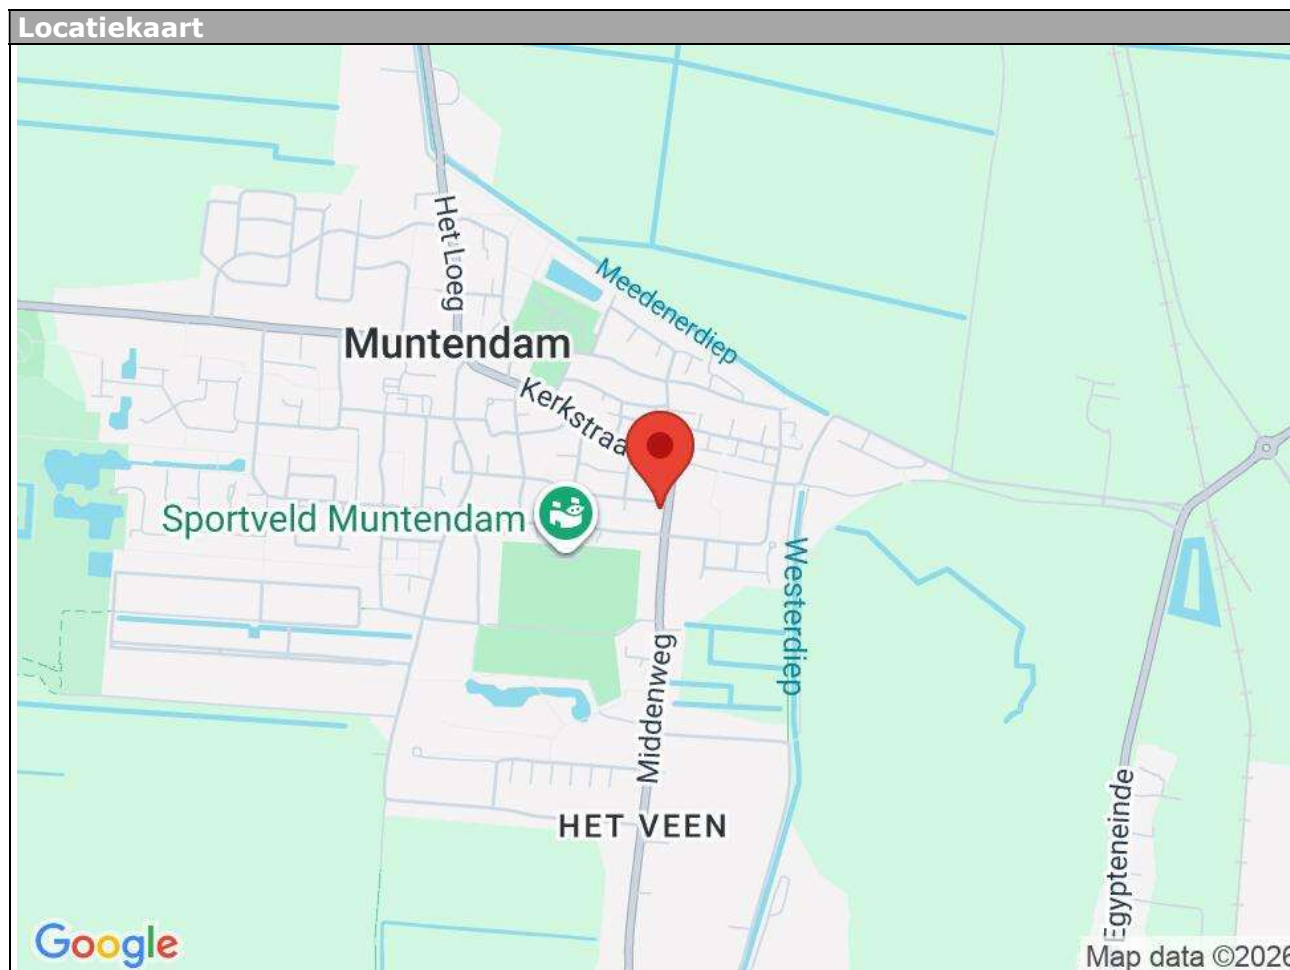 Locatiekaart
Het Loeg
Meedenerdiep
Muntendam
Kerkstraa
Sportveld Muntendam
Westerdiep
Middenweg
HET VEEN
Egypteneinde
Google
Map data ©2026